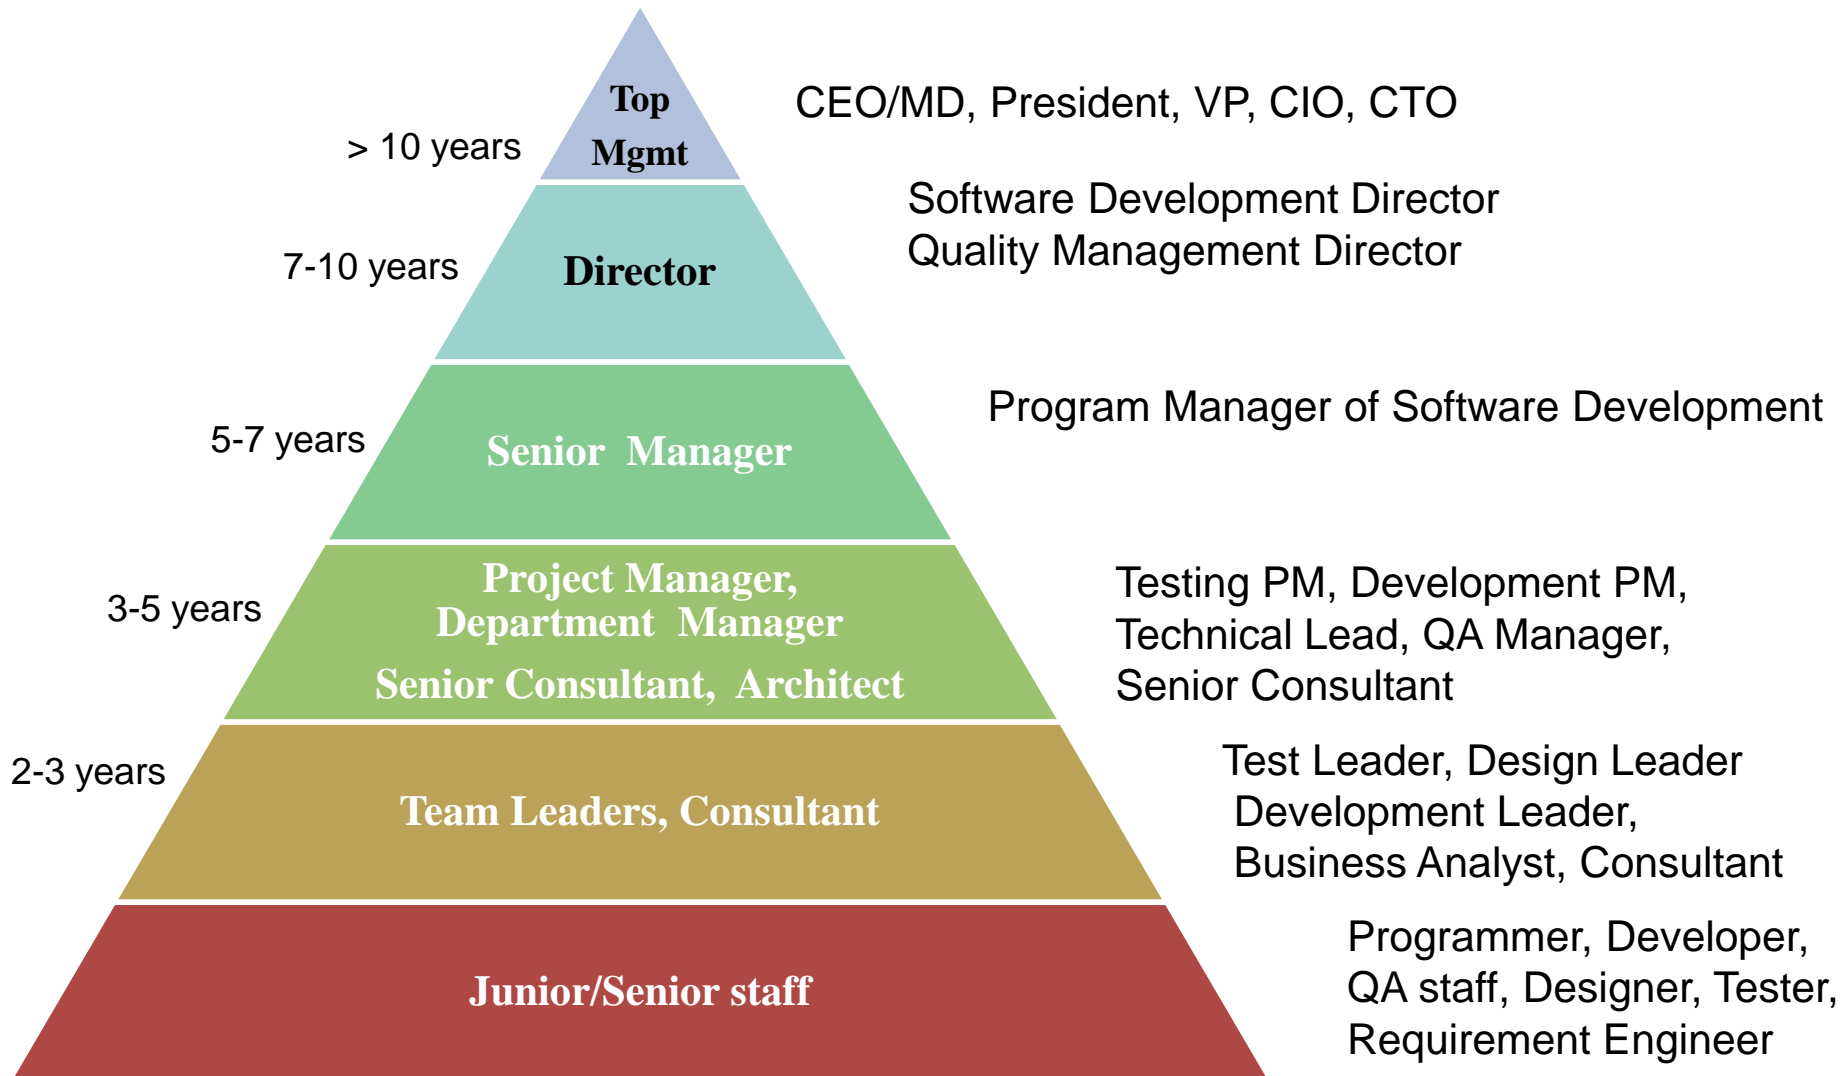 Top
Mgmt
CEO/MD, President, VP, CIO, CTO
> 10 years
Software Development Director
Quality Management Director
7-10 years
Director
Program Manager of Software Development
5-7 years
Senior Manager
Project Manager,
Department Manager
Senior Consultant, Architect
3-5 years
Testing PM, Development PM,
Technical Lead, QA Manager,
Senior Consultant
2-3 years
Team Leaders, Consultant
Test Leader, Design Leader
Development Leader,
Business Analyst, Consultant
Junior/Senior staff
Programmer, Developer,
QA staff, Designer, Tester,
Requirement Engineer